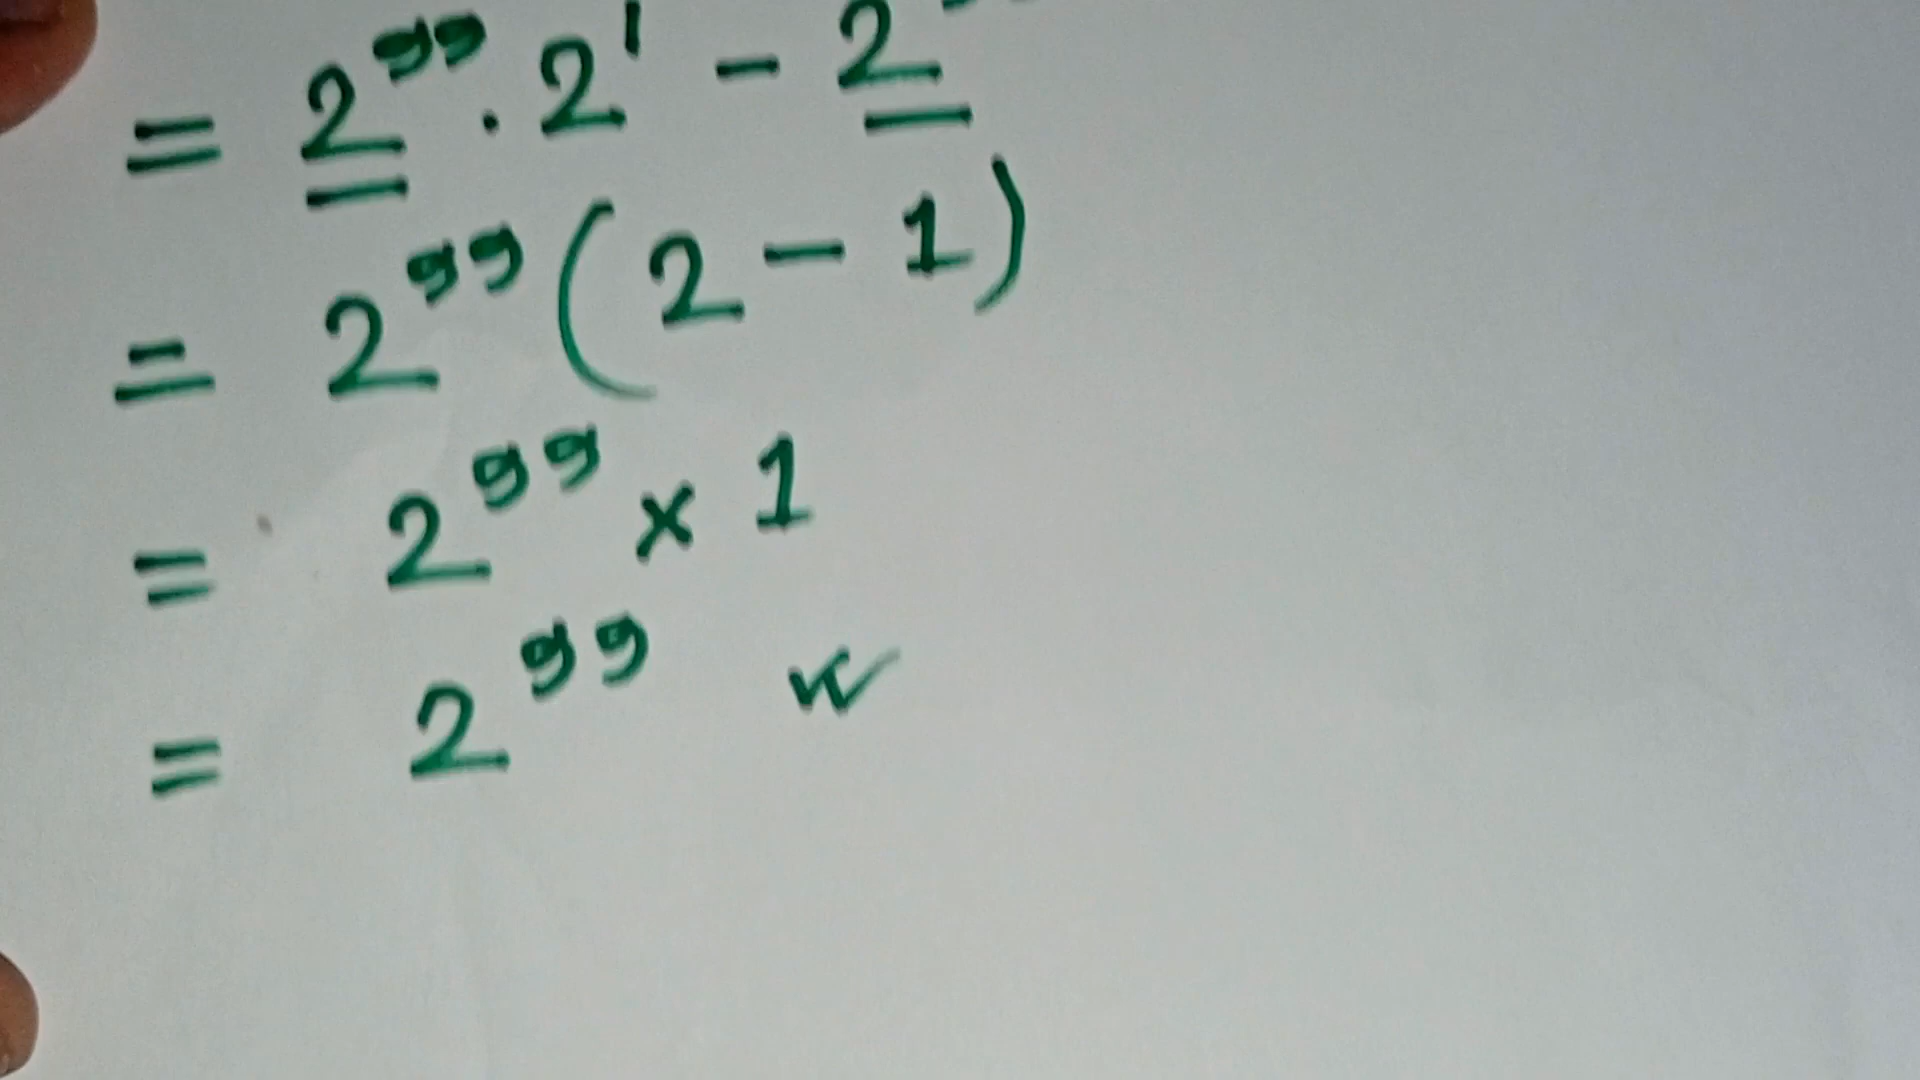 = 2⁹⁹ . 2¹ - 2
= 2⁹⁹ (2 - 1)
= 2⁹⁹ × 1
= 2⁹⁹